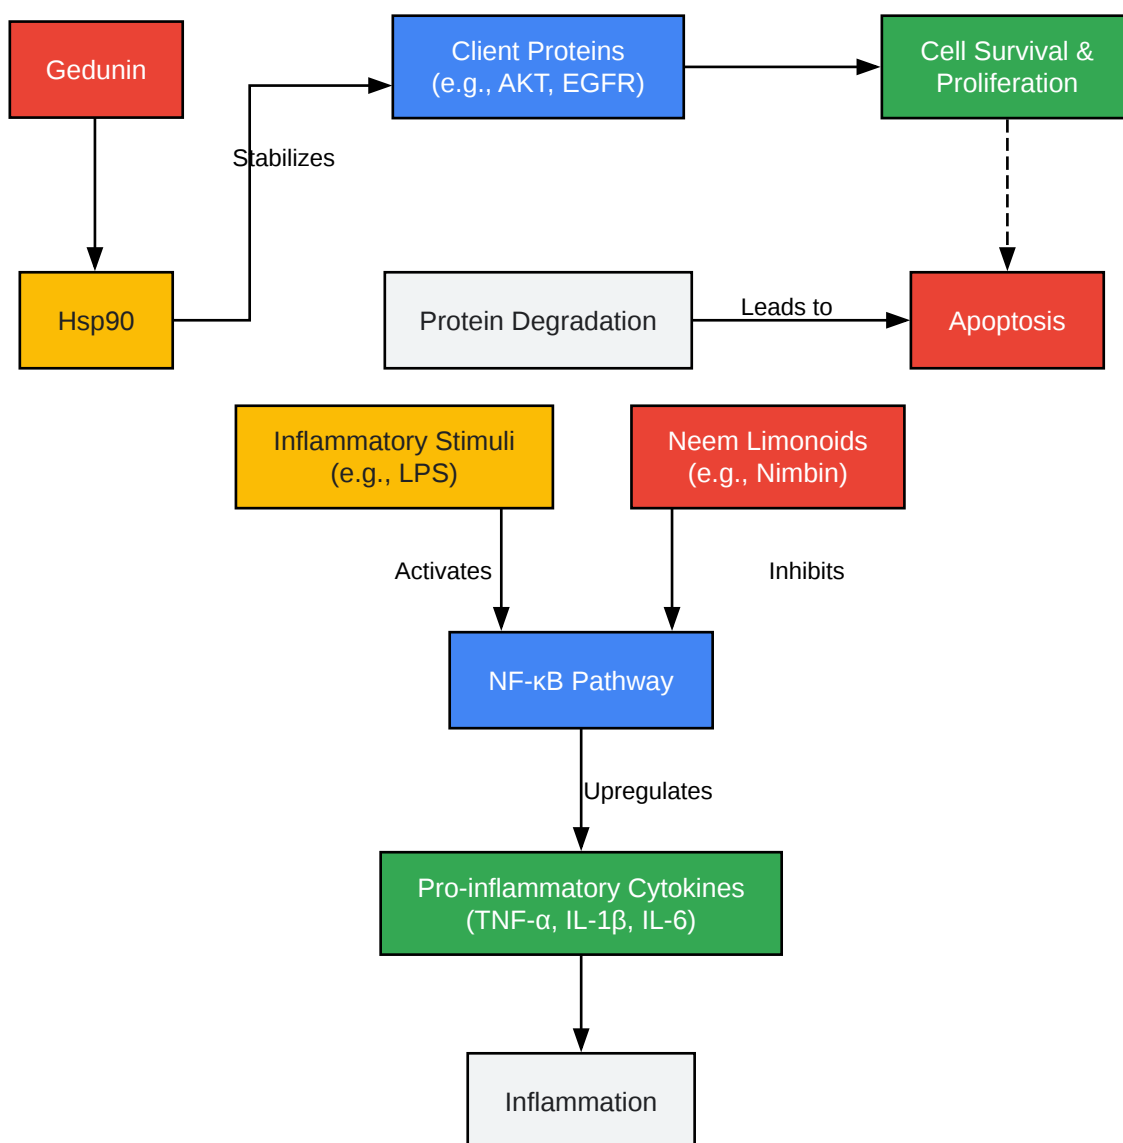 Gedunin
Client Proteins
(e.g., AKT, EGFR)
Cell Survival &
Proliferation
Stabilizes
Hsp90
Protein Degradation
Leads to
Apoptosis
Inflammatory Stimuli
(e.g., LPS)
Neem Limonoids
(e.g., Nimbin)
Activates
Inhibits
NF-κB Pathway
Upregulates
Pro-inflammatory Cytokines
(TNF-α, IL-1β, IL-6)
Inflammation